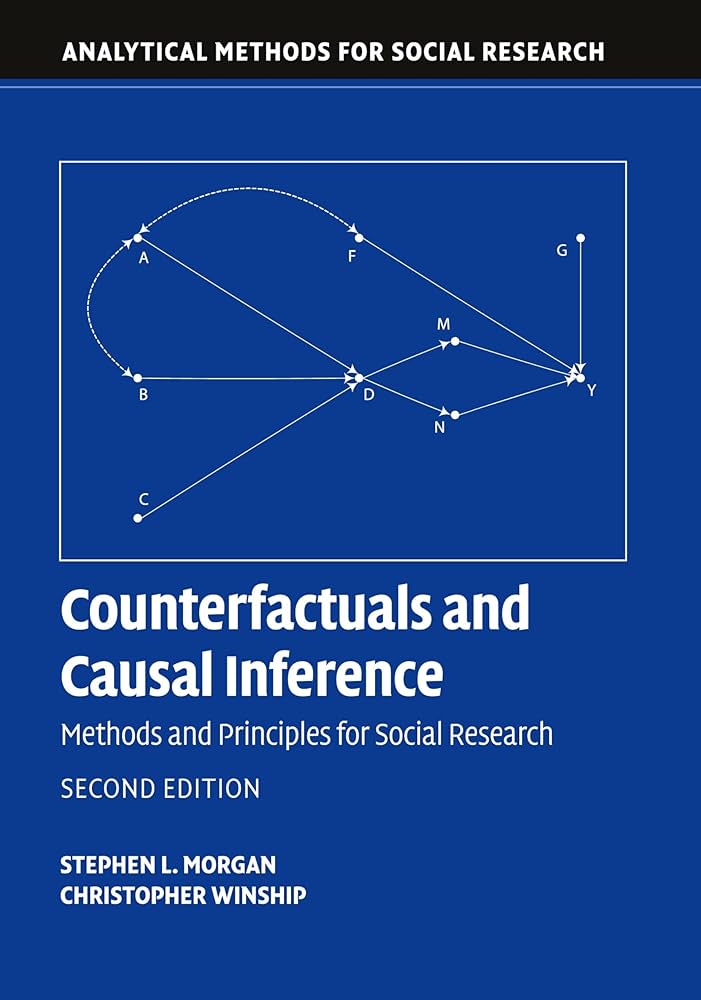 ANALYTICAL METHODS FOR SOCIAL RESEARCH
A
F
G
M
B
D
Y
N
C
Counterfactuals and
Causal Inference
Methods and Principles for Social Research
SECOND EDITION
STEPHEN L. MORGAN
CHRISTOPHER WINSHIP